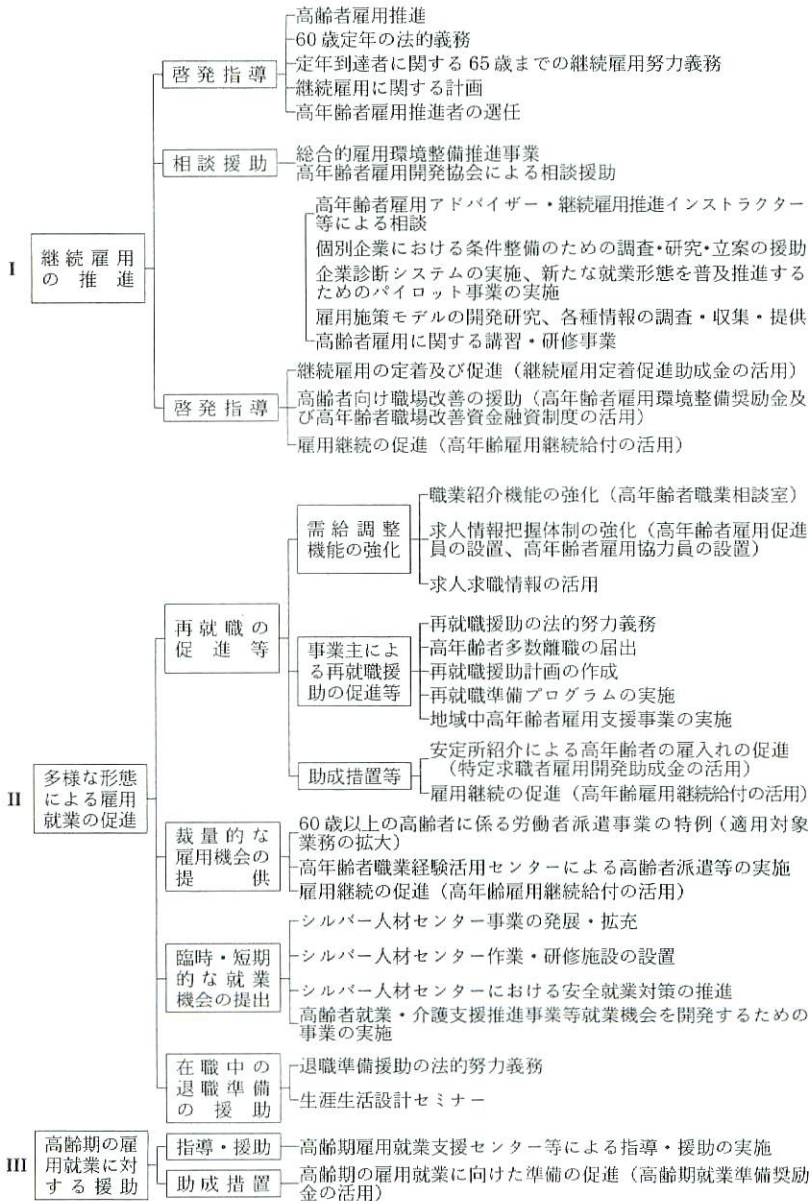 I
継続雇用
の推進
啓発指導
高齢者雇用推進
60歳定年の法的義務
定年到達者に関する65歳までの継続雇用努力義務
継続雇用に関する計画
高年齢者雇用推進者の選任
相談援助
総合的雇用環境整備推進事業
高年齢者雇用開発協会による相談援助
高年齢者雇用アドバイザー・継続雇用推進インストラクター
等による相談
個別企業における条件整備のための調査・研究・立案の援助
企業診断システムの実施、新たな就業形態を普及推進する
ためのパイロット事業の実施
雇用施策モデルの開発研究、各種情報の調査・収集・提供
高齢者雇用に関する講習・研修事業
啓発指導
継続雇用の定着及び促進（継続雇用定着促進助成金の活用）
高齢者向け職場改善の援助（高年齢者雇用環境整備奨励金及
び高年齢者職場改善資金融資制度の活用）
雇用継続の促進（高年齢雇用継続給付の活用）
II
多様な形態
による雇用
就業の促進
再就職の
促進等
需給調整
機能の強化
職業紹介機能の強化（高年齢者職業相談室）
求人情報把握体制の強化（高年齢者雇用促進
員の設置、高年齢者雇用協力員の設置）
求人求職情報の活用
事業主によ
る再就職援
助の促進等
再就職援助の法的努力義務
高年齢者多数離職の届出
再就職援助計画の作成
再就職準備プログラムの実施
地域中高年齢者雇用支援事業の実施
助成措置等
安定所紹介による高年齢者の雇入れの促進
（特定求職者雇用開発助成金の活用）
雇用継続の促進（高年齢雇用継続給付の活用）
裁量的な
雇用機会の
提供
60歳以上の高齢者に係る労働者派遣事業の特例（適用対象
業務の拡大）
高年齢者職業経験活用センターによる高齢者派遣等の実施
雇用継続の促進（高年齢雇用継続給付の活用）
臨時・短期
的な就業
機会の提出
シルバー人材センター事業の発展・拡充
シルバー人材センター作業・研修施設の設置
シルバー人材センターにおける安全就業対策の推進
高齢者就業・介護支援推進事業等就業機会を開発するための
事業の実施
在職中の
退職準備
の援助
退職準備援助の法的努力義務
生涯生活設計セミナー
III
高齢期の雇
用就業に対
する援助
指導・援助
高齢期雇用就業支援センター等による指導・援助の実施
助成措置
高齢期の雇用就業に向けた準備の促進（高齢期就業準備奨励
金の活用）